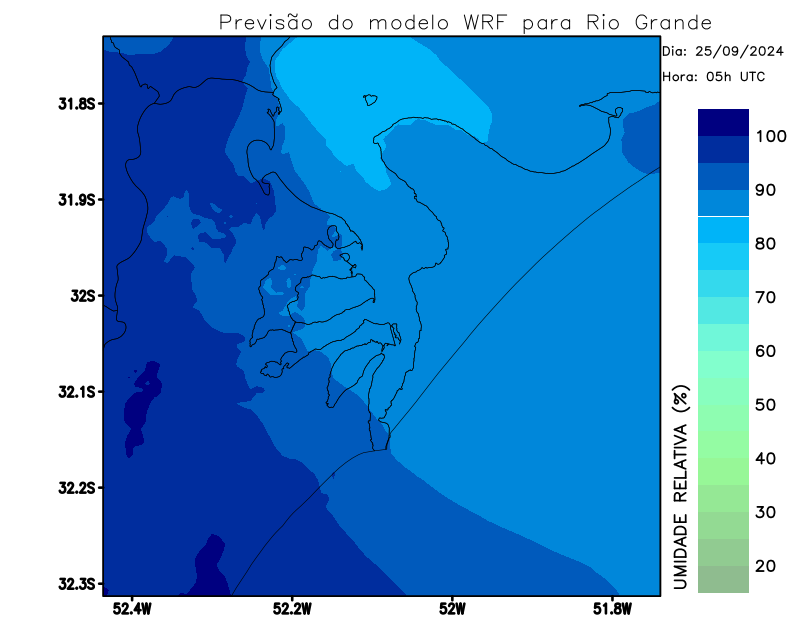 Previsão do modelo WRF para Rio Grande
Dia: 25/09/2024
Hora: 05h UTC
31.8S
31.9S
32S
32.1S
32.2S
32.3S
52.4W
52.2W
52W
51.8W
UMIDADE RELATIVA (%)
100
90
80
70
60
50
40
30
20